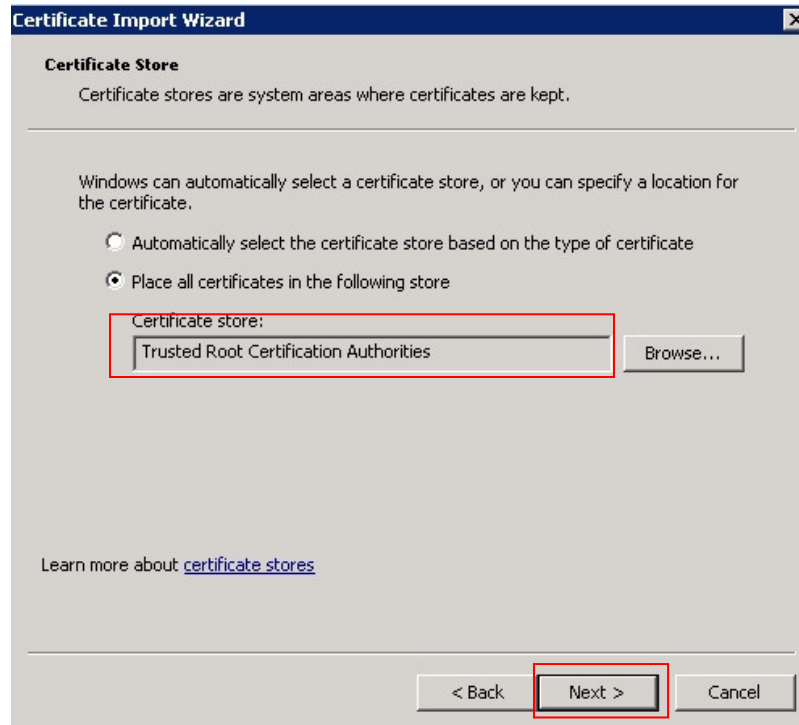 Certificate Import Wizard
Certificate Store
Certificate stores are system areas where certificates are kept.
Windows can automatically select a certificate store, or you can specify a location for
the certificate.
Automatically select the certificate store based on the type of certificate
Place all certificates in the following store
Certificate store:
Trusted Root Certification Authorities
Browse...
Learn more about certificate stores
< Back
Next >
Cancel